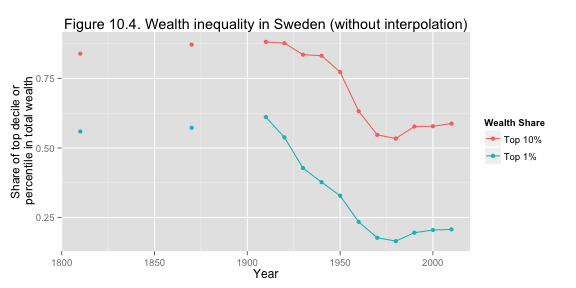 Figure 10.4. Wealth inequality in Sweden (without interpolation)
Share of top decile or
percentile in total wealth
0.75
0.50
0.25
1800 1850 1900 1950 2000
Year
Wealth Share
Top 10%
Top 1%